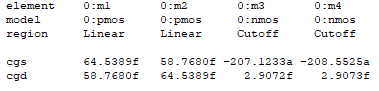 element 0:m1 0:m2 0:m3 0:m4
model 0:pmos 0:pmos 0:nmos 0:nmos
region Linear Linear Cutoff Cutoff
cgs 64.5389f 58.7680f -207.1233a -208.5525a
cgd 58.7680f 64.5389f 2.9072f 2.9073f